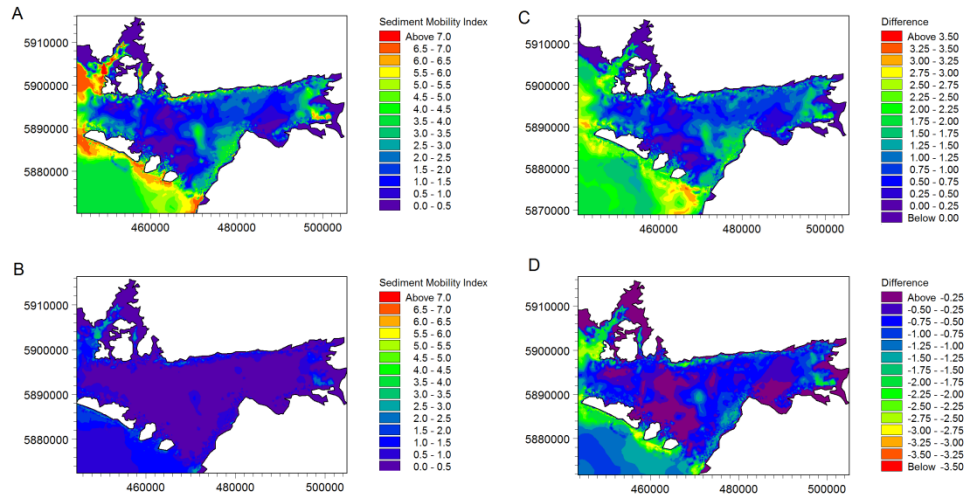 A
5910000
5900000
5890000
5880000
460000
480000
500000
Sediment Mobility Index
Above 7.0
6.5 - 7.0
6.0 - 6.5
5.5 - 6.0
5.0 - 5.5
4.5 - 5.0
4.0 - 4.5
3.5 - 4.0
3.0 - 3.5
2.5 - 3.0
2.0 - 2.5
1.5 - 2.0
1.0 - 1.5
0.5 - 1.0
0.0 - 0.5
C
5910000
5900000
5890000
5880000
5870000
460000
480000
500000
Difference
Above 3.50
3.25 - 3.50
3.00 - 3.25
2.75 - 3.00
2.50 - 2.75
2.25 - 2.50
2.00 - 2.25
1.75 - 2.00
1.50 - 1.75
1.25 - 1.50
1.00 - 1.25
0.75 - 1.00
0.50 - 0.75
0.25 - 0.50
0.00 - 0.25
Below 0.00
B
5910000
5900000
5890000
5880000
460000
480000
500000
Sediment Mobility Index
Above 7.0
6.5 - 7.0
6.0 - 6.5
5.5 - 6.0
5.0 - 5.5
4.5 - 5.0
4.0 - 4.5
3.5 - 4.0
3.0 - 3.5
2.5 - 3.0
2.0 - 2.5
1.5 - 2.0
1.0 - 1.5
0.5 - 1.0
0.0 - 0.5
D
5910000
5900000
5890000
5880000
460000
480000
500000
Difference
Above -0.25
-0.50 - -0.25
-0.75 - -0.50
-1.00 - -0.75
-1.25 - -1.00
-1.50 - -1.25
-1.75 - -1.50
-2.00 - -1.75
-2.25 - -2.00
-2.50 - -2.25
-2.75 - -2.50
-3.00 - -2.75
-3.25 - -3.00
-3.50 - -3.25
Below -3.50